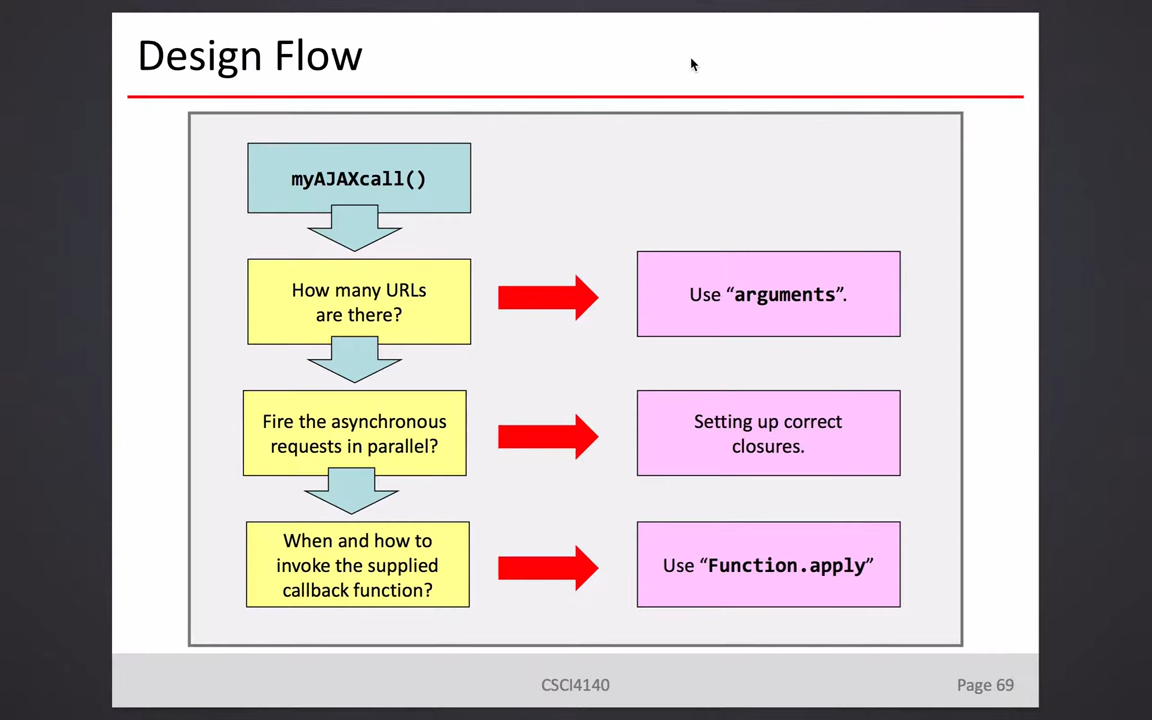 Design Flow
myAJAXcall()
How many URLs
are there?
Use “arguments”.
Fire the asynchronous
requests in parallel?
Setting up correct
closures.
When and how to
invoke the supplied
callback function?
Use “Function.apply”
CSCI4140
Page 69